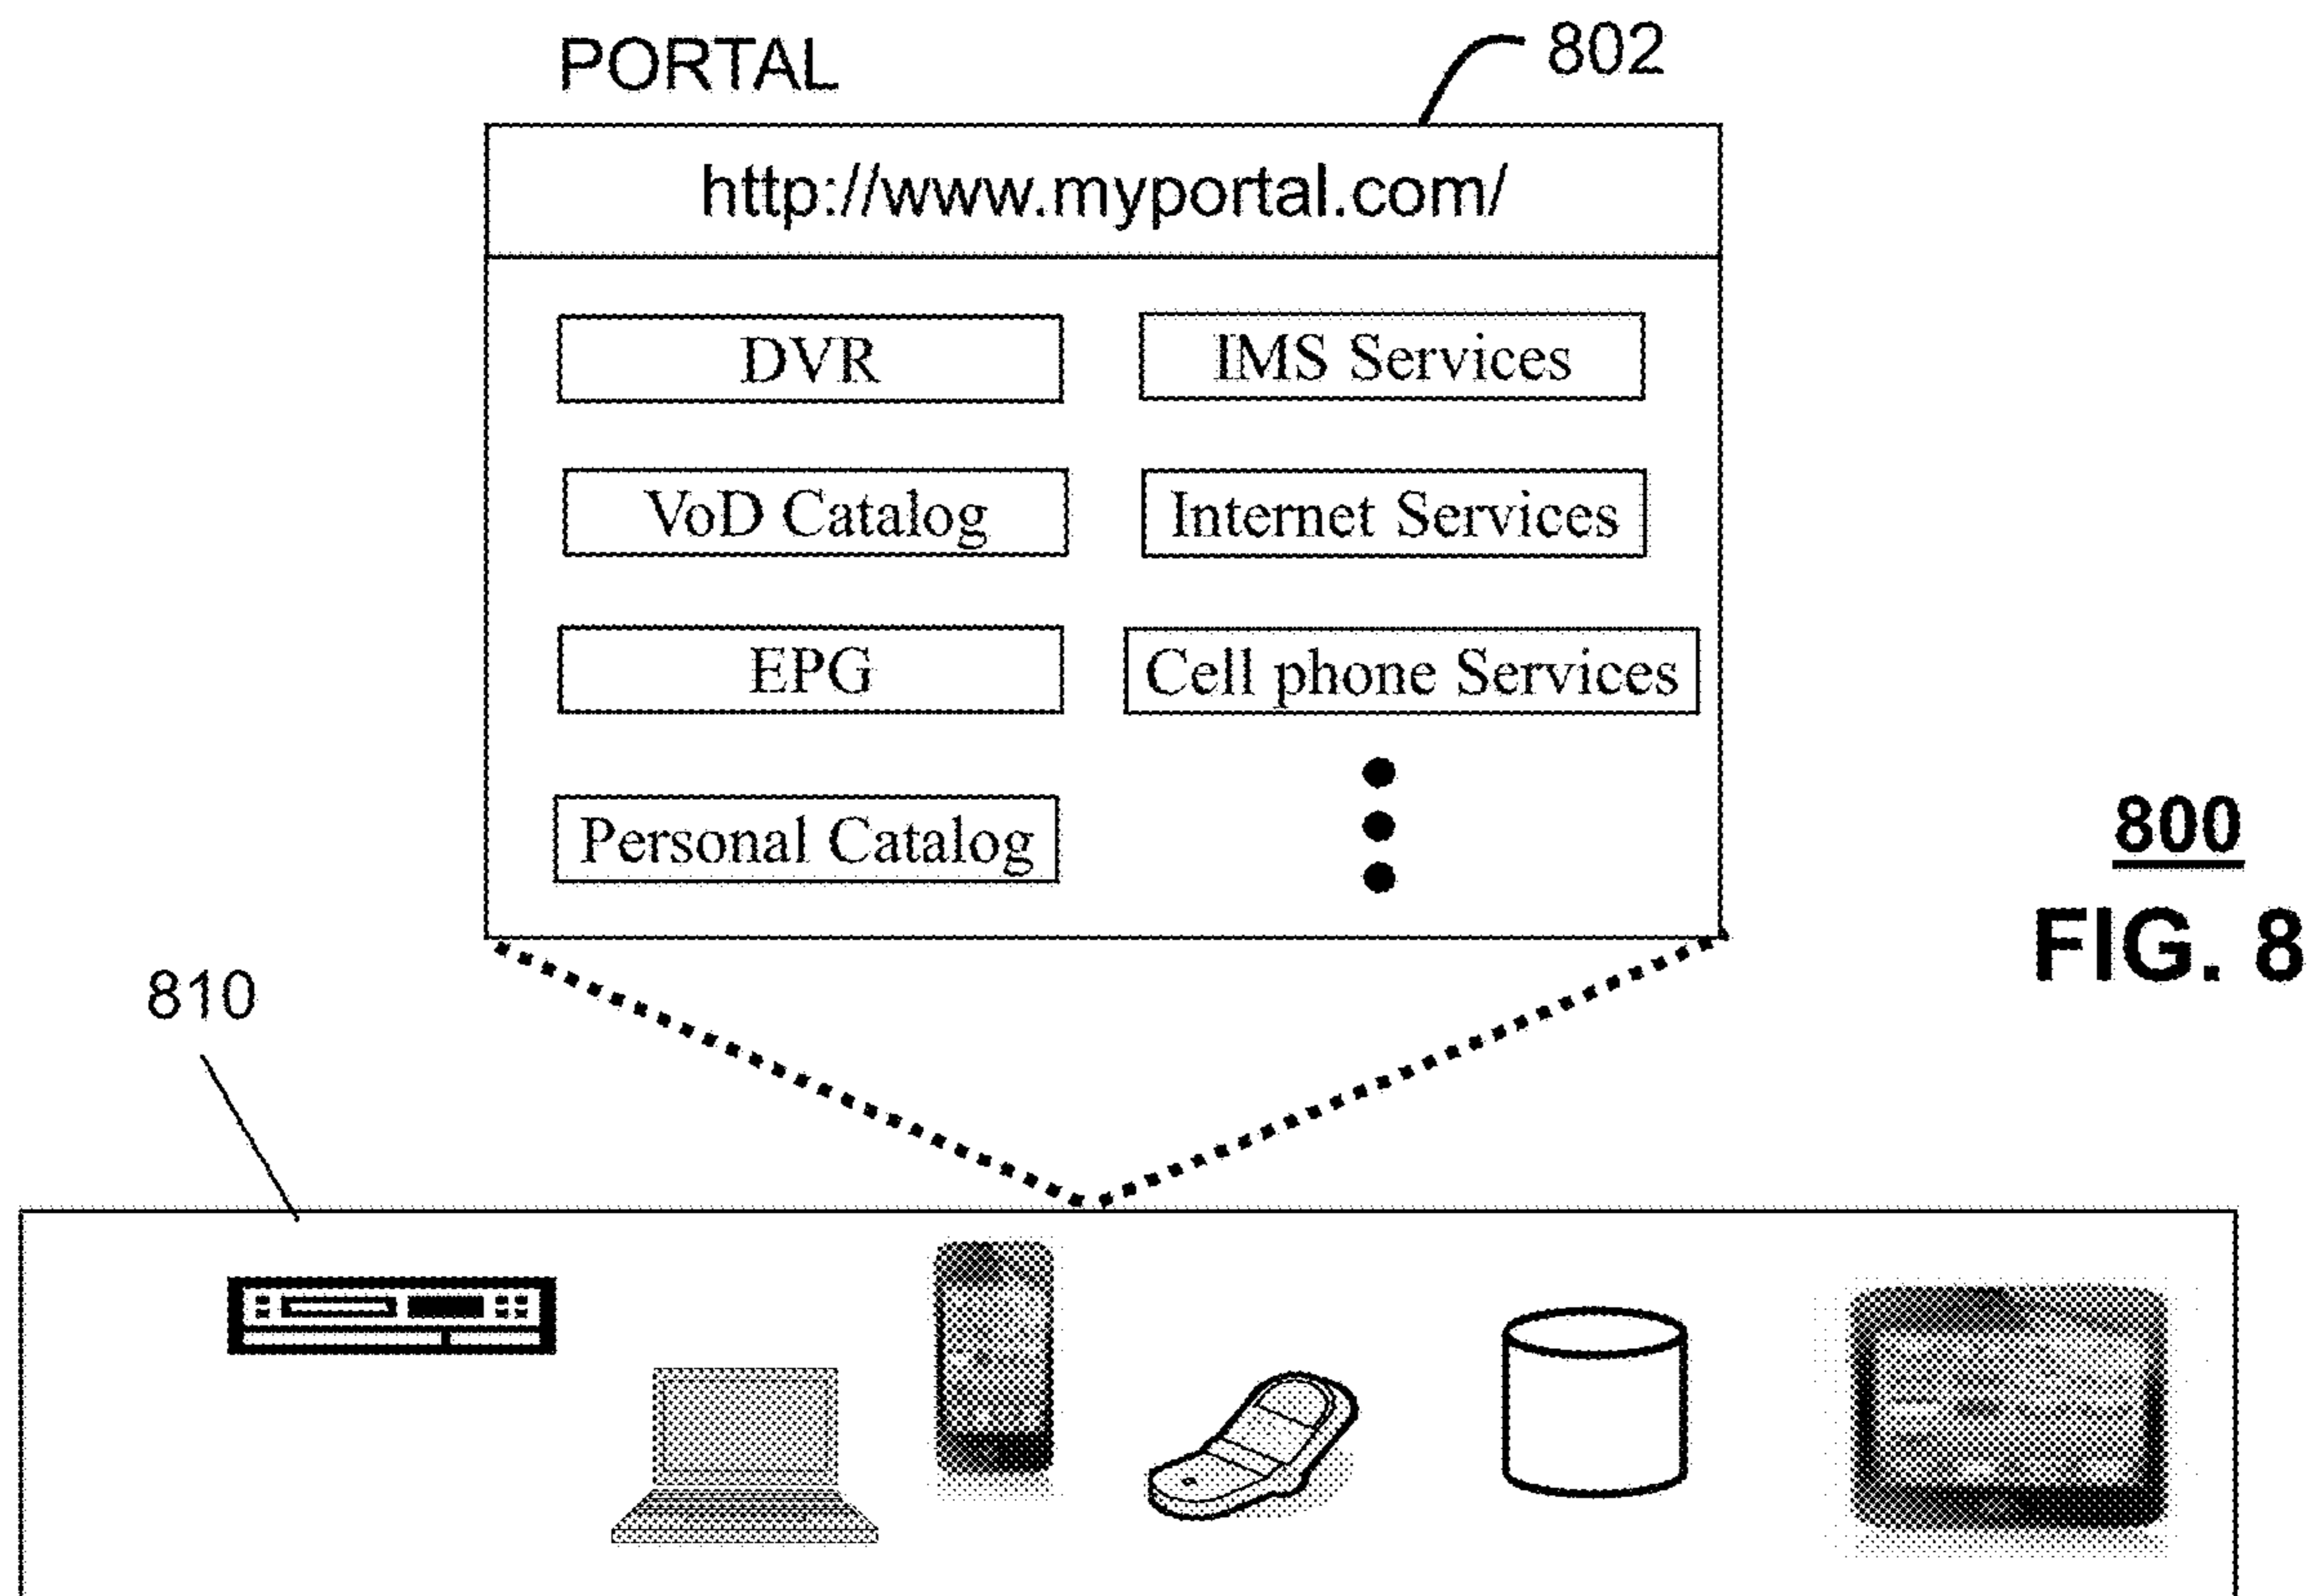 PORTAL
802
http://www.myportal.com/
DVR
IMS Services
VoD Catalog
Internet Services
EPG
Cell phone Services
Personal Catalog
800
FIG. 8
810